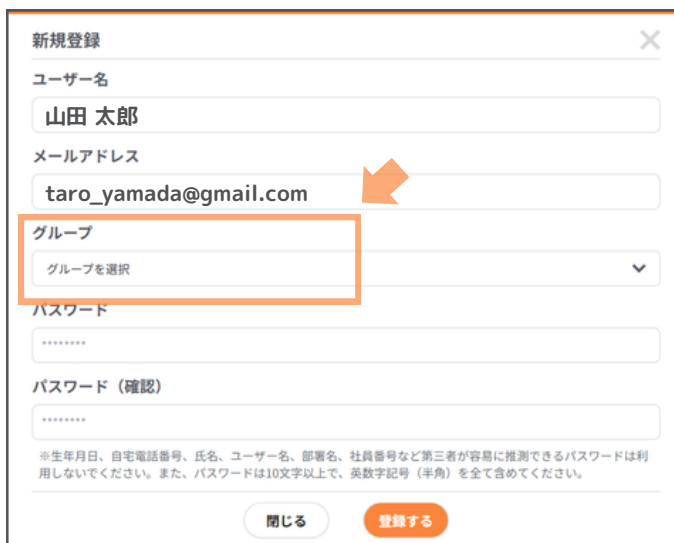 新規登録
ユーザー名
山田 太郎
メールアドレス
taro_yamada@gmail.com
グループ
グループを選択
パスワード
********
パスワード（確認）
********
※生年月日、自宅電話番号、氏名、ユーザー名、部署名、社員番号など第三者が容易に推測できるパスワードは利
用しないでください。また、パスワードは10文字以上で、英数字記号（半角）を全て含めてください。
閉じる
登録する